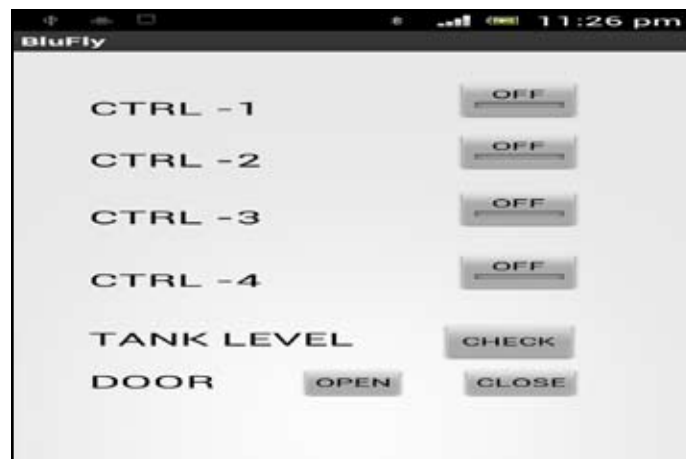 11:26 pm
BluFly
CTRL -1 OFF
CTRL -2 OFF
CTRL -3 OFF
CTRL -4 OFF
TANK LEVEL CHECK
DOOR OPEN CLOSE